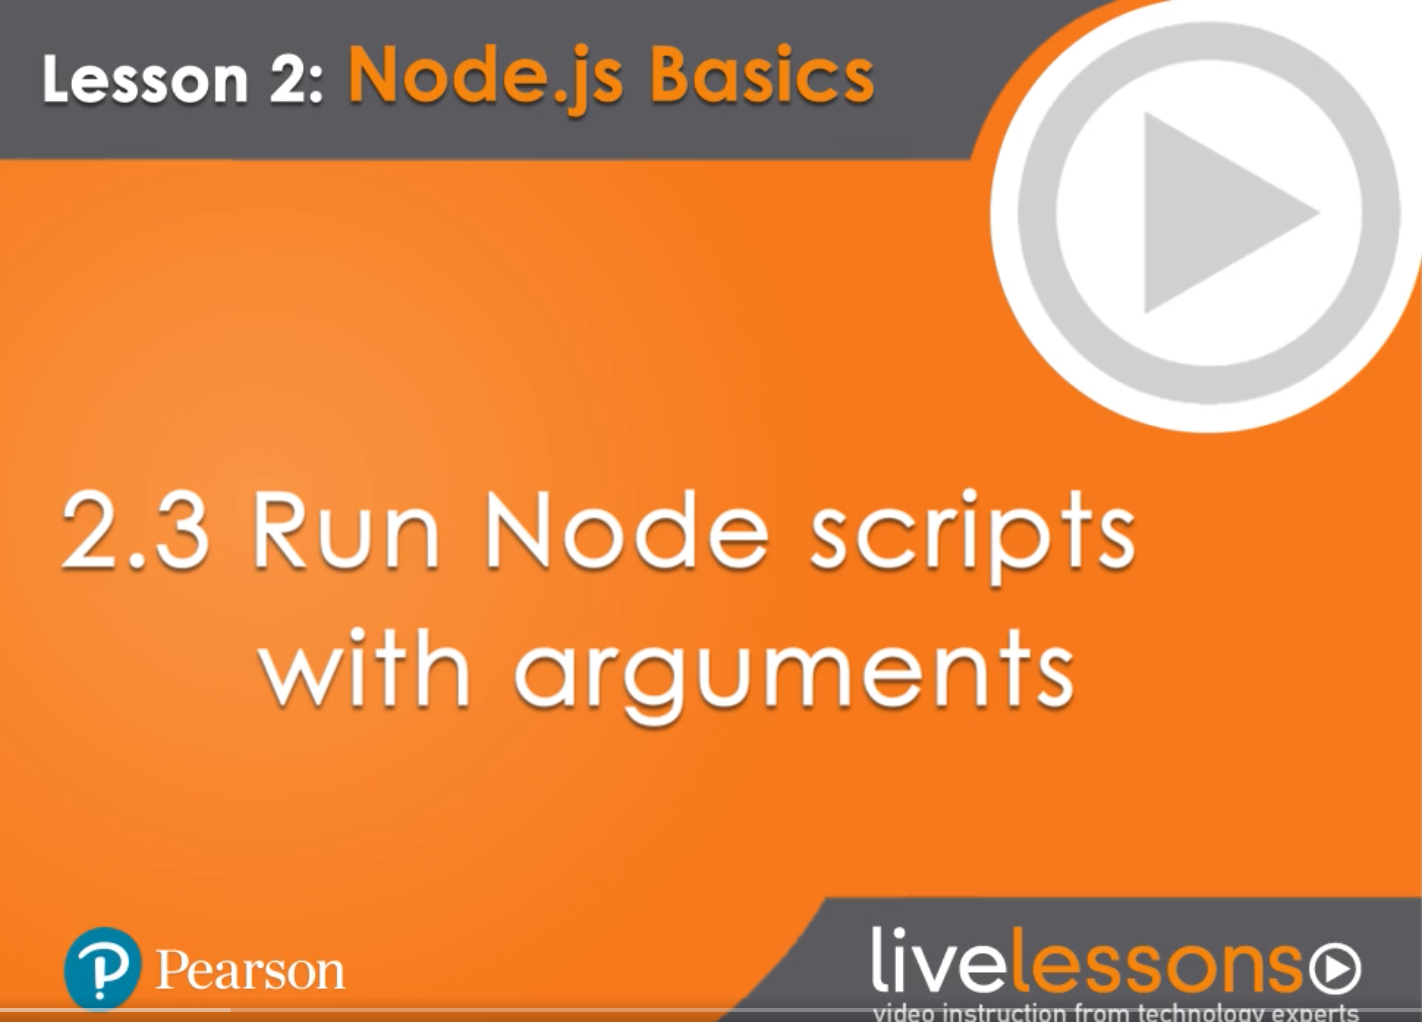 Lesson 2: Node.js Basics
2.3 Run Node scripts
with arguments
Pearson
livelessons
video instruction from technology experts